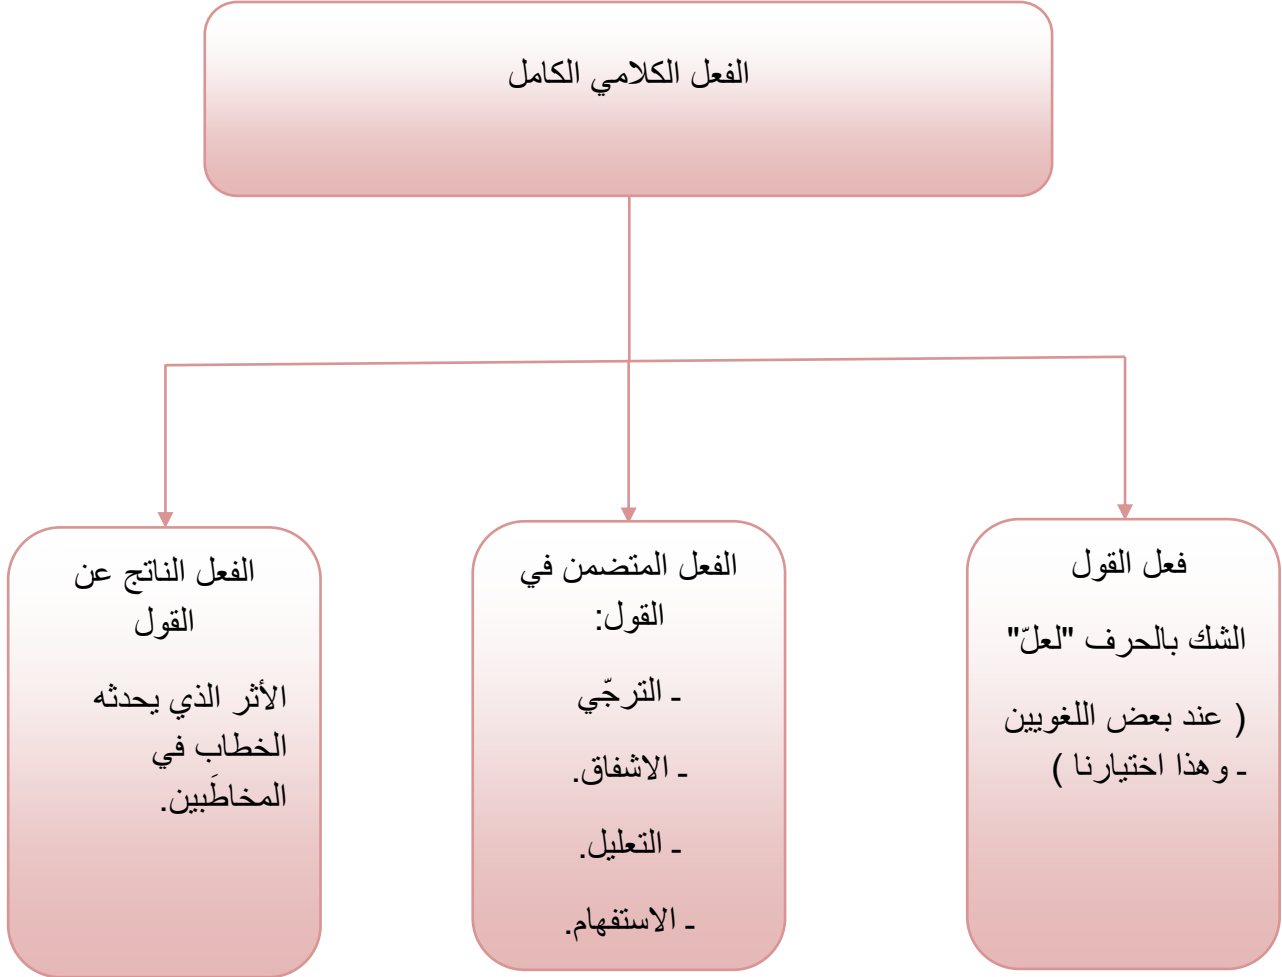 الفعل الكلامي الكامل
فعل القول
الشك بالحرف "لعلّ"
( عند بعض اللغويين
ـ وهذا اختيارنا )
الفعل المتضمن في
القول:
ـ الترجّي
ـ الاشفاق.
ـ التعليل.
ـ الاستفهام.
الفعل الناتج عن
القول
الأثر الذي يحدثه
الخطاب في
المخاطَبين.